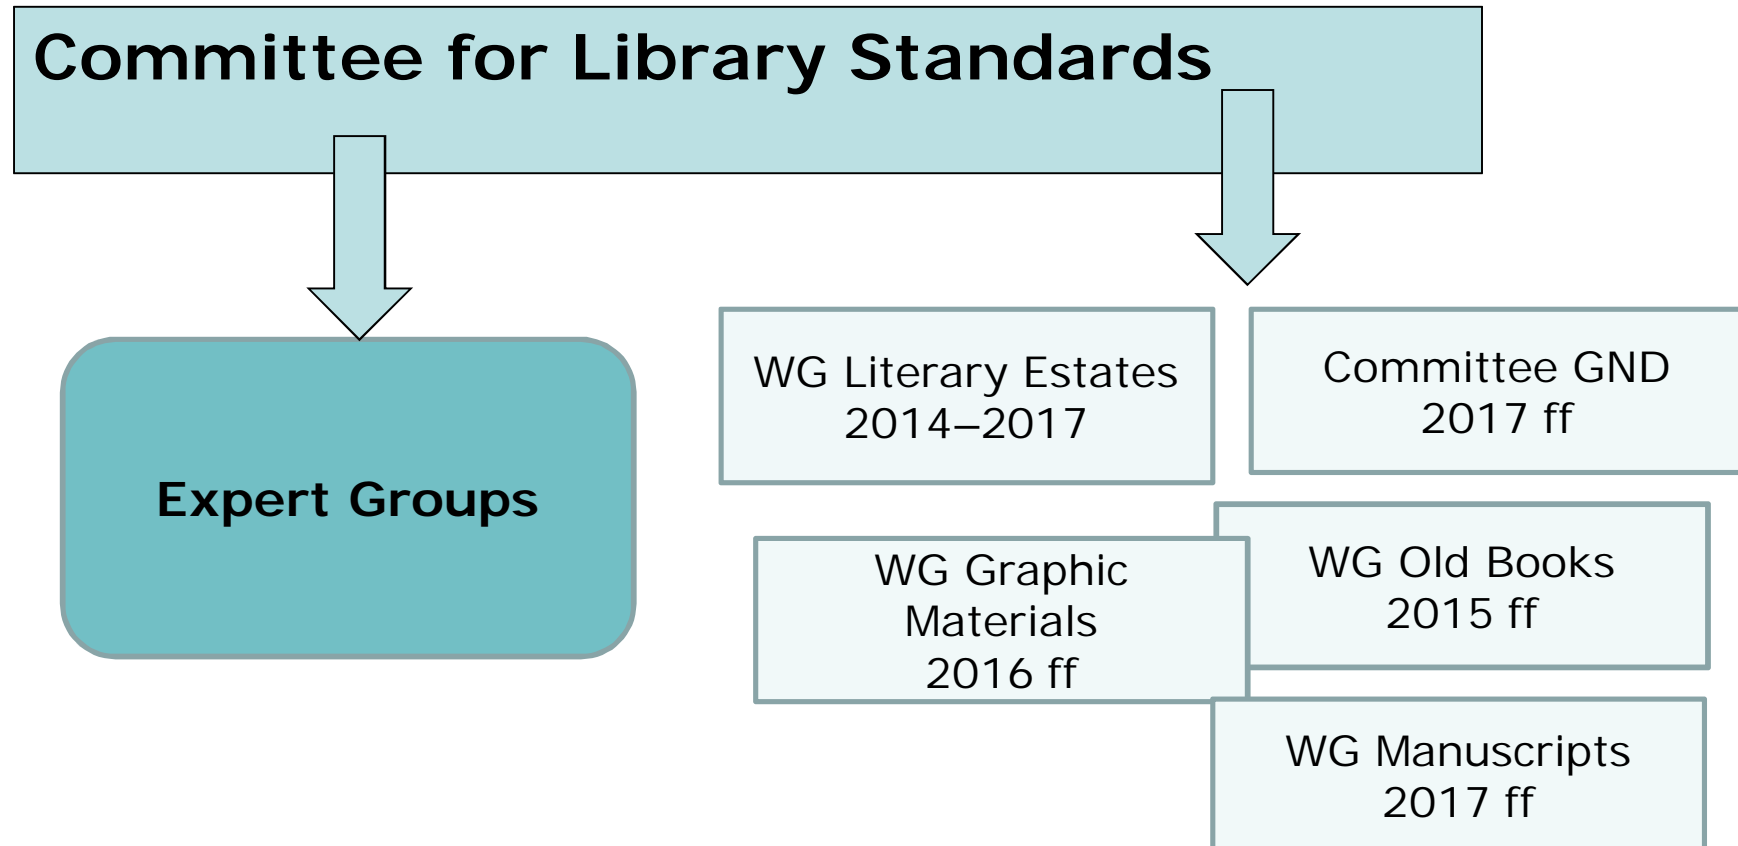 Committee for Library Standards
Expert Groups
WG Literary Estates
2014–2017
Committee GND
2017 ff
WG Graphic
Materials
2016 ff
WG Old Books
2015 ff
WG Manuscripts
2017 ff